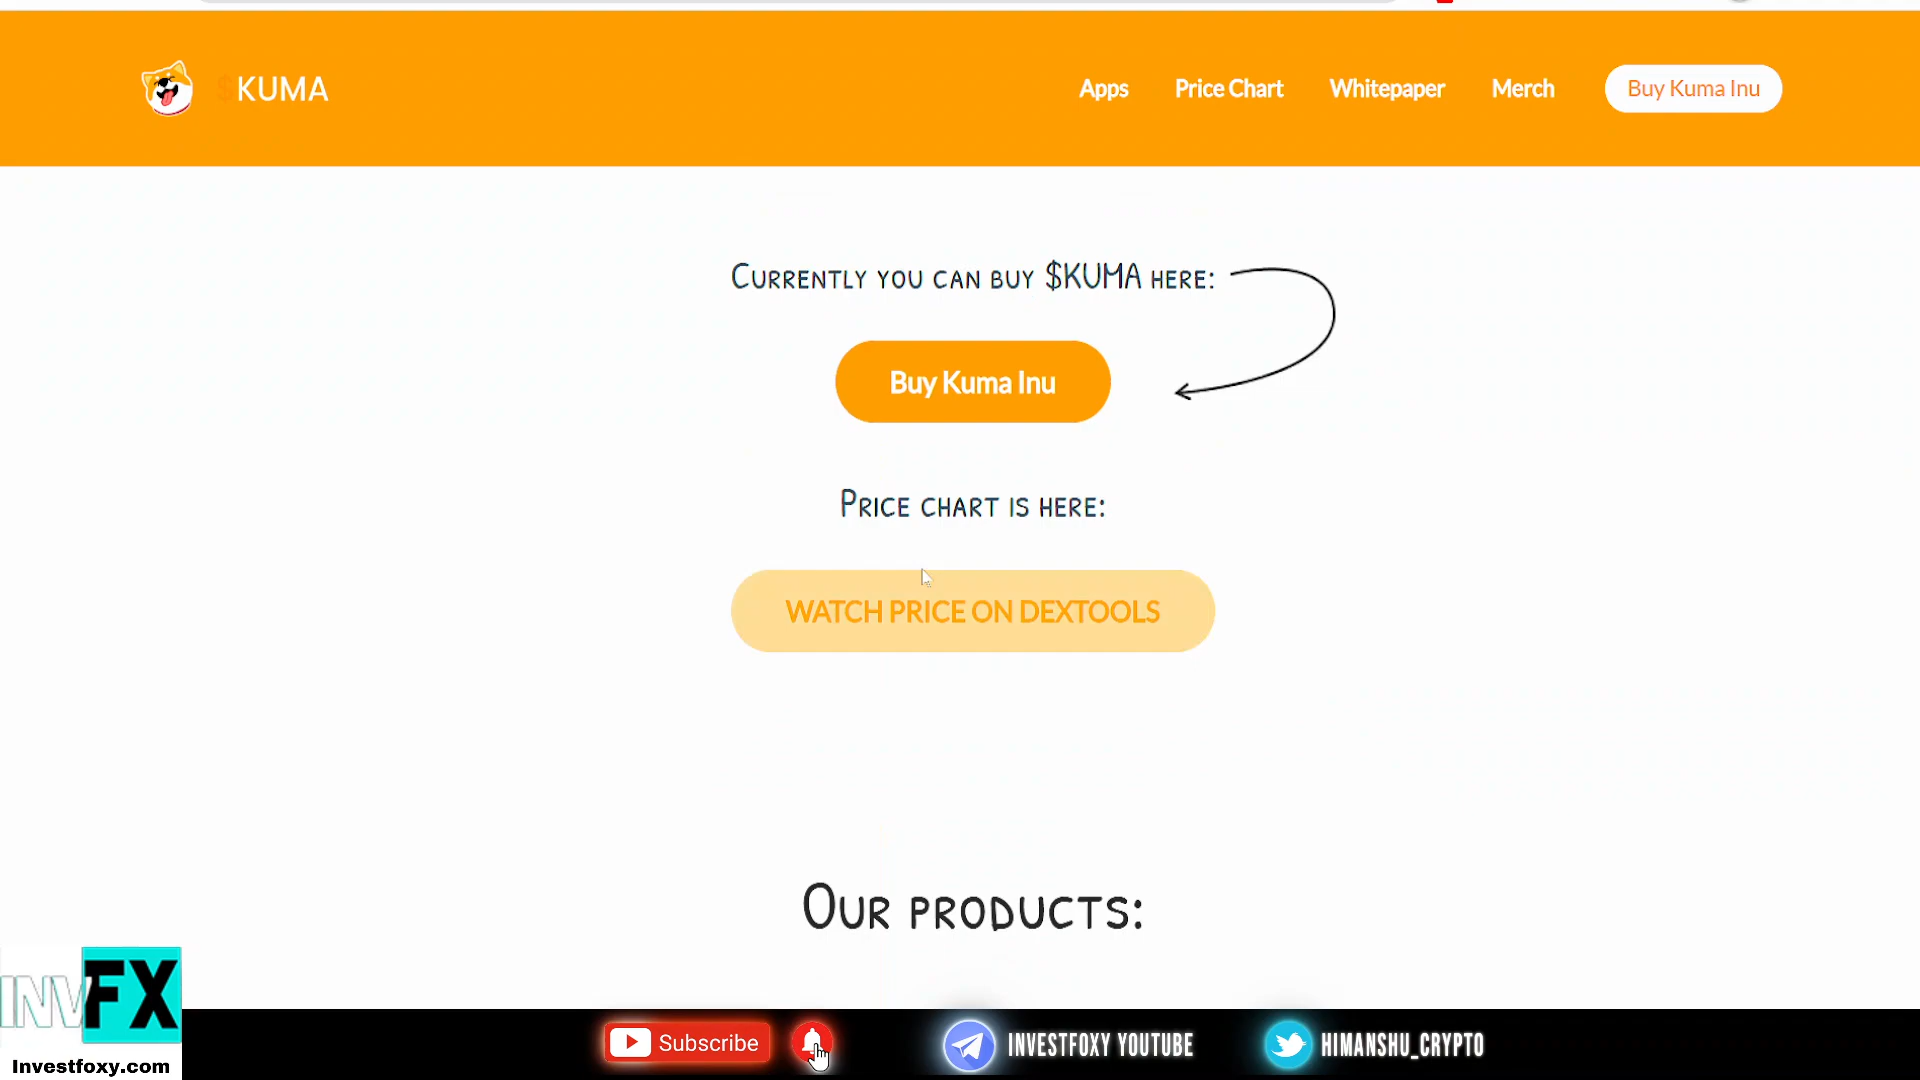 $KUMA
Apps Price Chart Whitepaper Merch Buy Kuma Inu
Currently you can buy $KUMA here:
Buy Kuma Inu
Price chart is here:
WATCH PRICE ON DEXTOOLS
Our products:
INVFX
Investfoxy.com
Subscribe
INVESTFOXY YOUTUBE
HIMANSHU_CRYPTO